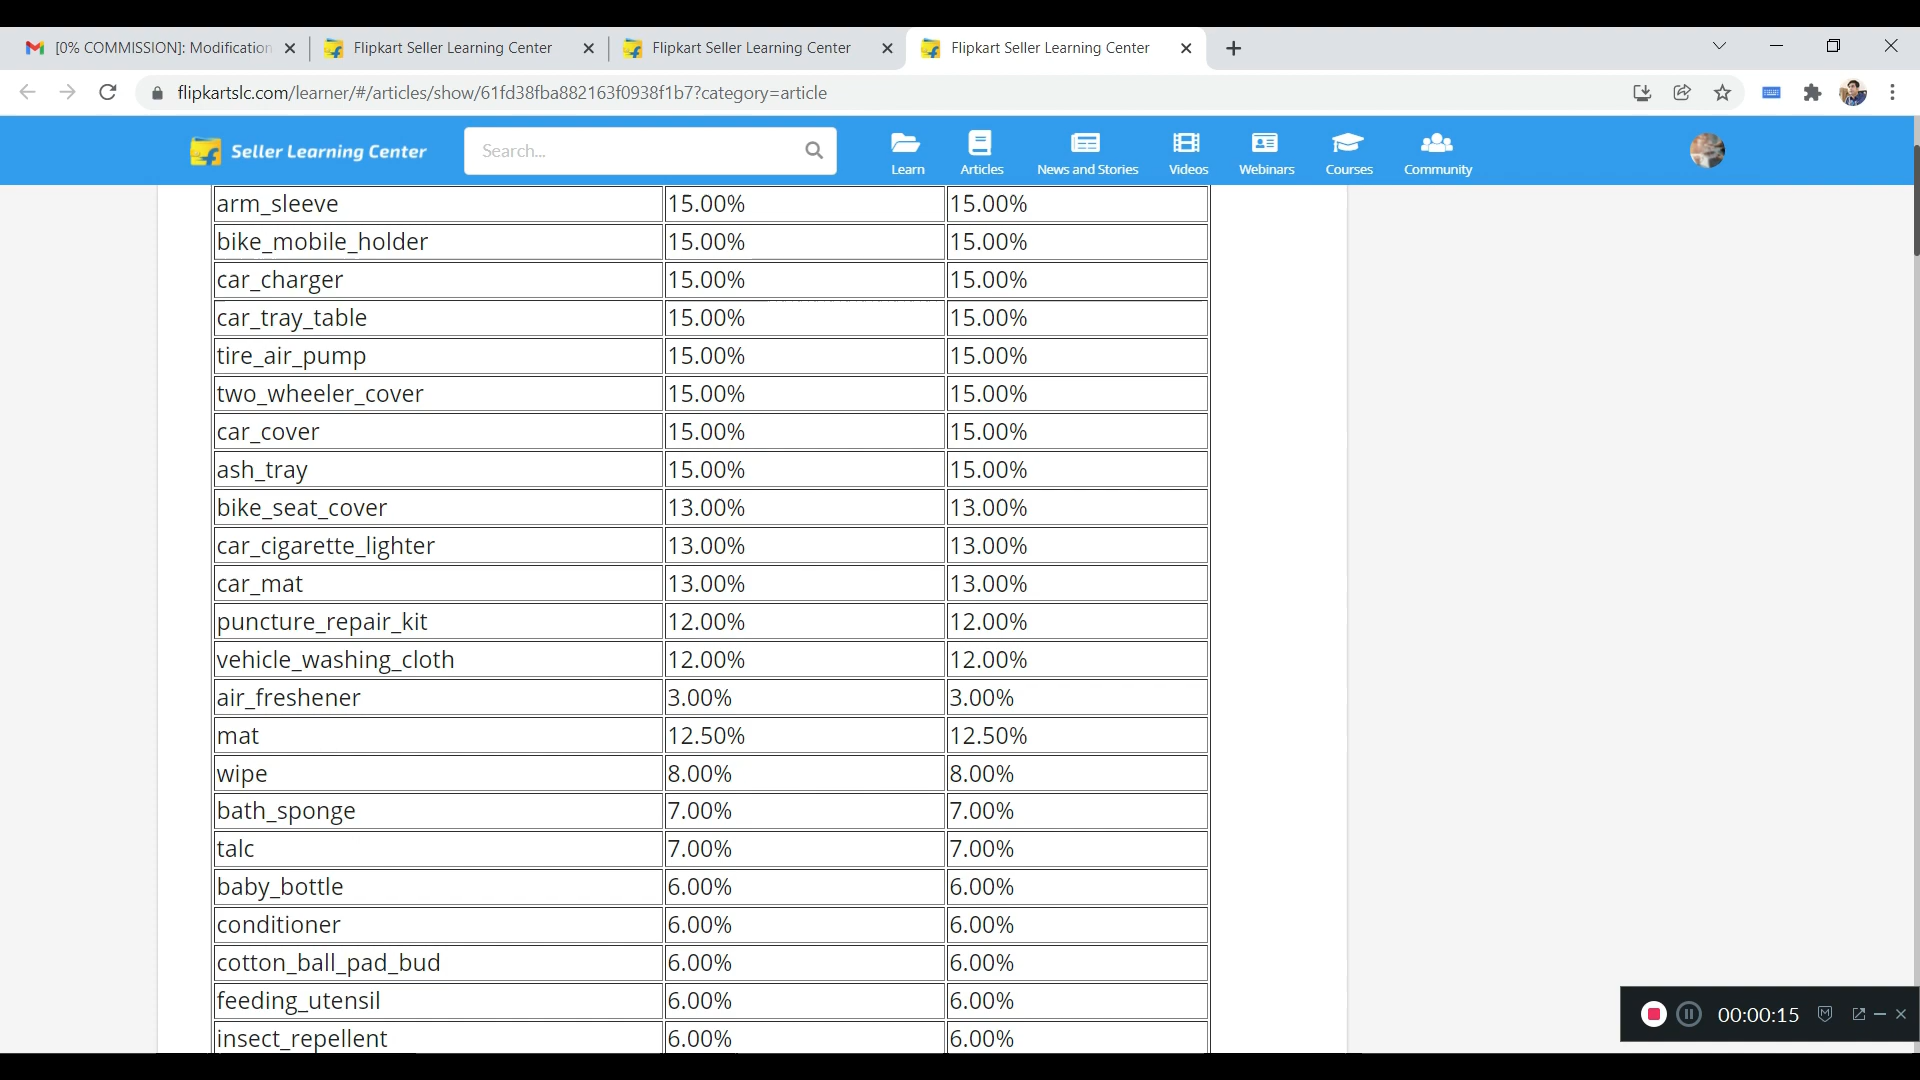 [0% COMMISSION]: Modification
Flipkart Seller Learning Center
Flipkart Seller Learning Center
Flipkart Seller Learning Center
flipkartslc.com/learner/#/articles/show/61fd38fba882163f0938f1b7?category=article
Seller Learning Center
Search...
Learn
Articles
News and Stories
Videos
Webinars
Courses
Community
arm_sleeve 15.00% 15.00%
bike_mobile_holder 15.00% 15.00%
car_charger 15.00% 15.00%
car_tray_table 15.00% 15.00%
tire_air_pump 15.00% 15.00%
two_wheeler_cover 15.00% 15.00%
car_cover 15.00% 15.00%
ash_tray 15.00% 15.00%
bike_seat_cover 13.00% 13.00%
car_cigarette_lighter 13.00% 13.00%
car_mat 13.00% 13.00%
puncture_repair_kit 12.00% 12.00%
vehicle_washing_cloth 12.00% 12.00%
air_freshener 3.00% 3.00%
mat 12.50% 12.50%
wipe 8.00% 8.00%
bath_sponge 7.00% 7.00%
talc 7.00% 7.00%
baby_bottle 6.00% 6.00%
conditioner 6.00% 6.00%
cotton_ball_pad_bud 6.00% 6.00%
feeding_utensil 6.00% 6.00%
insect_repellent 6.00% 6.00%
00:00:15